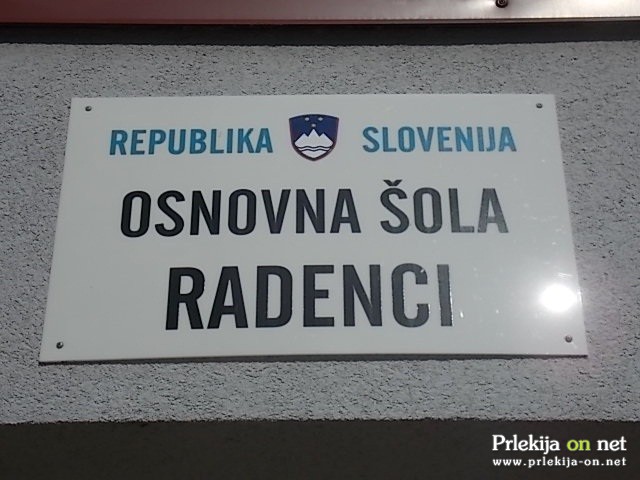 REPUBLIKA SLOVENIJA
OSNOVNA ŠOLA
RADENCI
Prlekija on net
www.prlekija-on.net